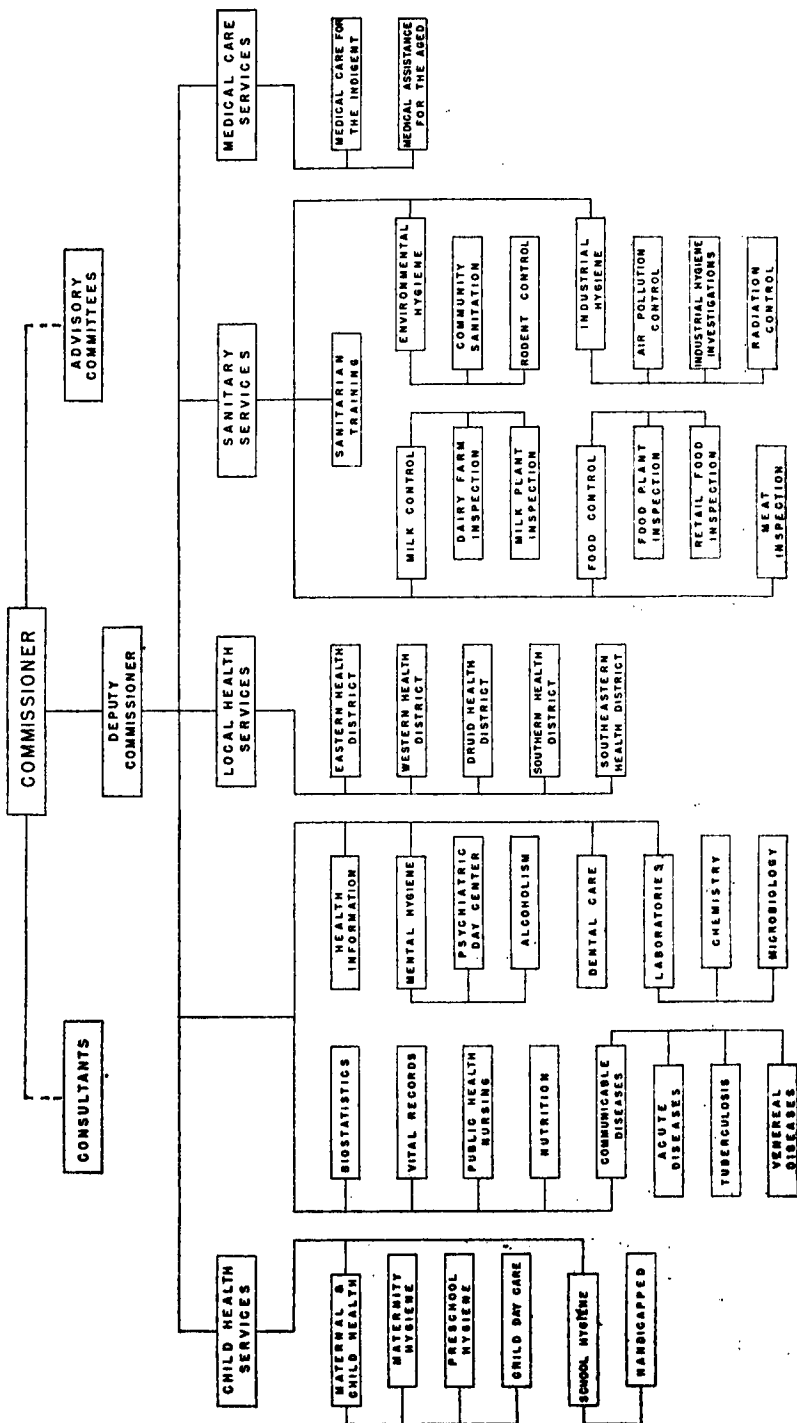 COMMISSIONER
CONSULTANTS
ADVISORY
COMMITTEES
DEPUTY
COMMISSIONER
CHILD HEALTH
SERVICES
LOCAL HEALTH
SERVICES
SANITARY
SERVICES
MEDICAL CARE
SERVICES
MATERNAL &
CHILD HEALTH
MATERNITY
HYGIENE
PRESCHOOL
HYGIENE
CHILD DAY CARE
SCHOOL HYGIENE
HANDICAPPED
BIOSTATISTICS
VITAL RECORDS
PUBLIC HEALTH
NURSING
NUTRITION
COMMUNICABLE
DISEASES
ACUTE
DISEASES
TUBERCULOSIS
VENEREAL
DISEASES
HEALTH
INFORMATION
MENTAL HYGIENE
PSYCHIATRIC
DAY CENTER
ALCOHOLISM
DENTAL CARE
LABORATORIES
CHEMISTRY
MICROBIOLOGY
EASTERN HEALTH
DISTRICT
WESTERN HEALTH
DISTRICT
DRUID HEALTH
DISTRICT
SOUTHERN HEALTH
DISTRICT
SOUTHEASTERN
HEALTH DISTRICT
SANITARIAN
TRAINING
MILK CONTROL
DAIRY FARM
INSPECTION
MILK PLANT
INSPECTION
FOOD CONTROL
FOOD PLANT
INSPECTION
RETAIL FOOD
INSPECTION
MEAT
INSPECTION
ENVIRONMENTAL
HYGIENE
COMMUNITY
SANITATION
RODENT CONTROL
INDUSTRIAL
HYGIENE
AIR POLLUTION
CONTROL
INDUSTRIAL HYGIENE
INVESTIGATIONS
RADIATION
CONTROL
MEDICAL CARE FOR
THE INDIGENT
MEDICAL ASSISTANCE
FOR THE AGED